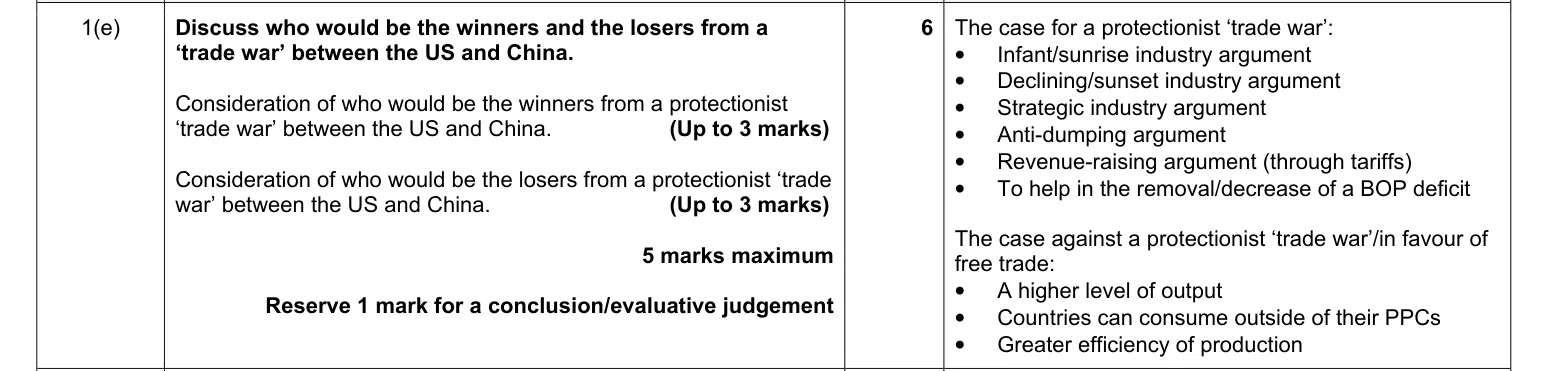 1(e)
Discuss who would be the winners and the losers from a
‘trade war’ between the US and China.
Consideration of who would be the winners from a protectionist
‘trade war’ between the US and China. (Up to 3 marks)
Consideration of who would be the losers from a protectionist ‘trade
war’ between the US and China. (Up to 3 marks)
5 marks maximum
Reserve 1 mark for a conclusion/evaluative judgement
6
The case for a protectionist ‘trade war’:
• Infant/sunrise industry argument
• Declining/sunset industry argument
• Strategic industry argument
• Anti-dumping argument
• Revenue-raising argument (through tariffs)
• To help in the removal/decrease of a BOP deficit
The case against a protectionist ‘trade war’/in favour of
free trade:
• A higher level of output
• Countries can consume outside of their PPCs
• Greater efficiency of production